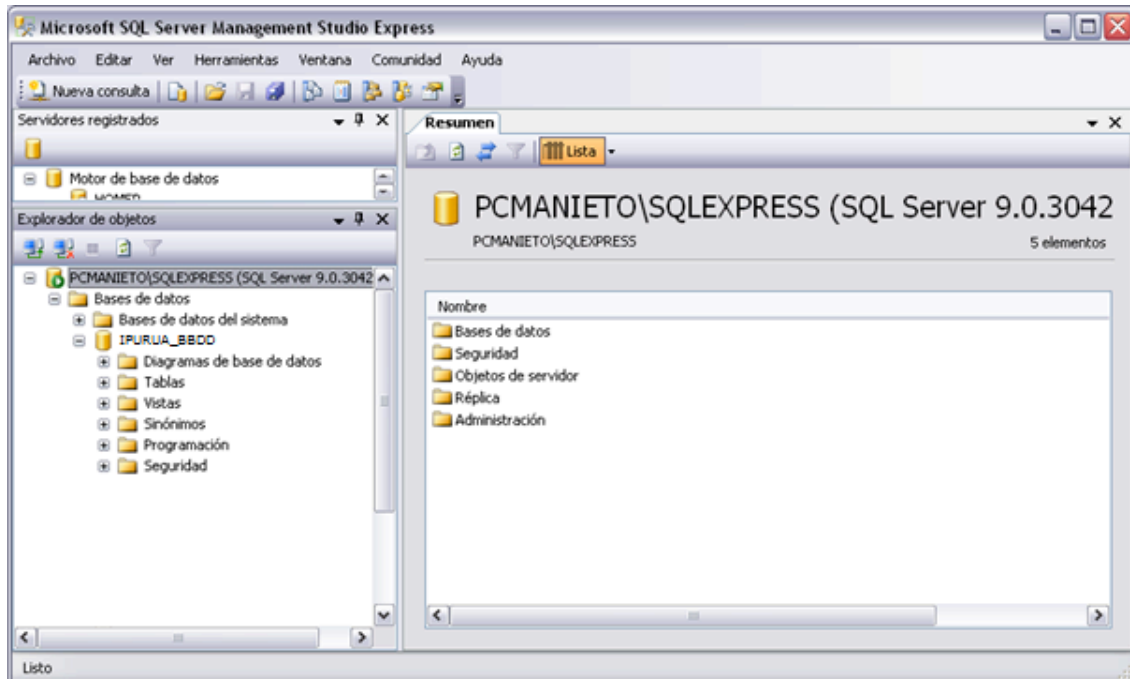 Microsoft SQL Server Management Studio Express
Archivo Editar Ver Herramientas Ventana Comunidad Ayuda
Nueva consulta
Servidores registrados
Motor de base de datos
Explorador de objetos
PCMANIETO\SQLEXPRESS (SQL Server 9.0.3042
Bases de datos
Bases de datos del sistema
IPURUA_BBDD
Diagramas de base de datos
Tablas
Vistas
Sinónimos
Programación
Seguridad
Resumen
Lista
PCMANIETO\SQLEXPRESS (SQL Server 9.0.3042
PCMANIETO\SQLEXPRESS 5 elementos
Nombre
Bases de datos
Seguridad
Objetos de servidor
Réplica
Administración
Listo